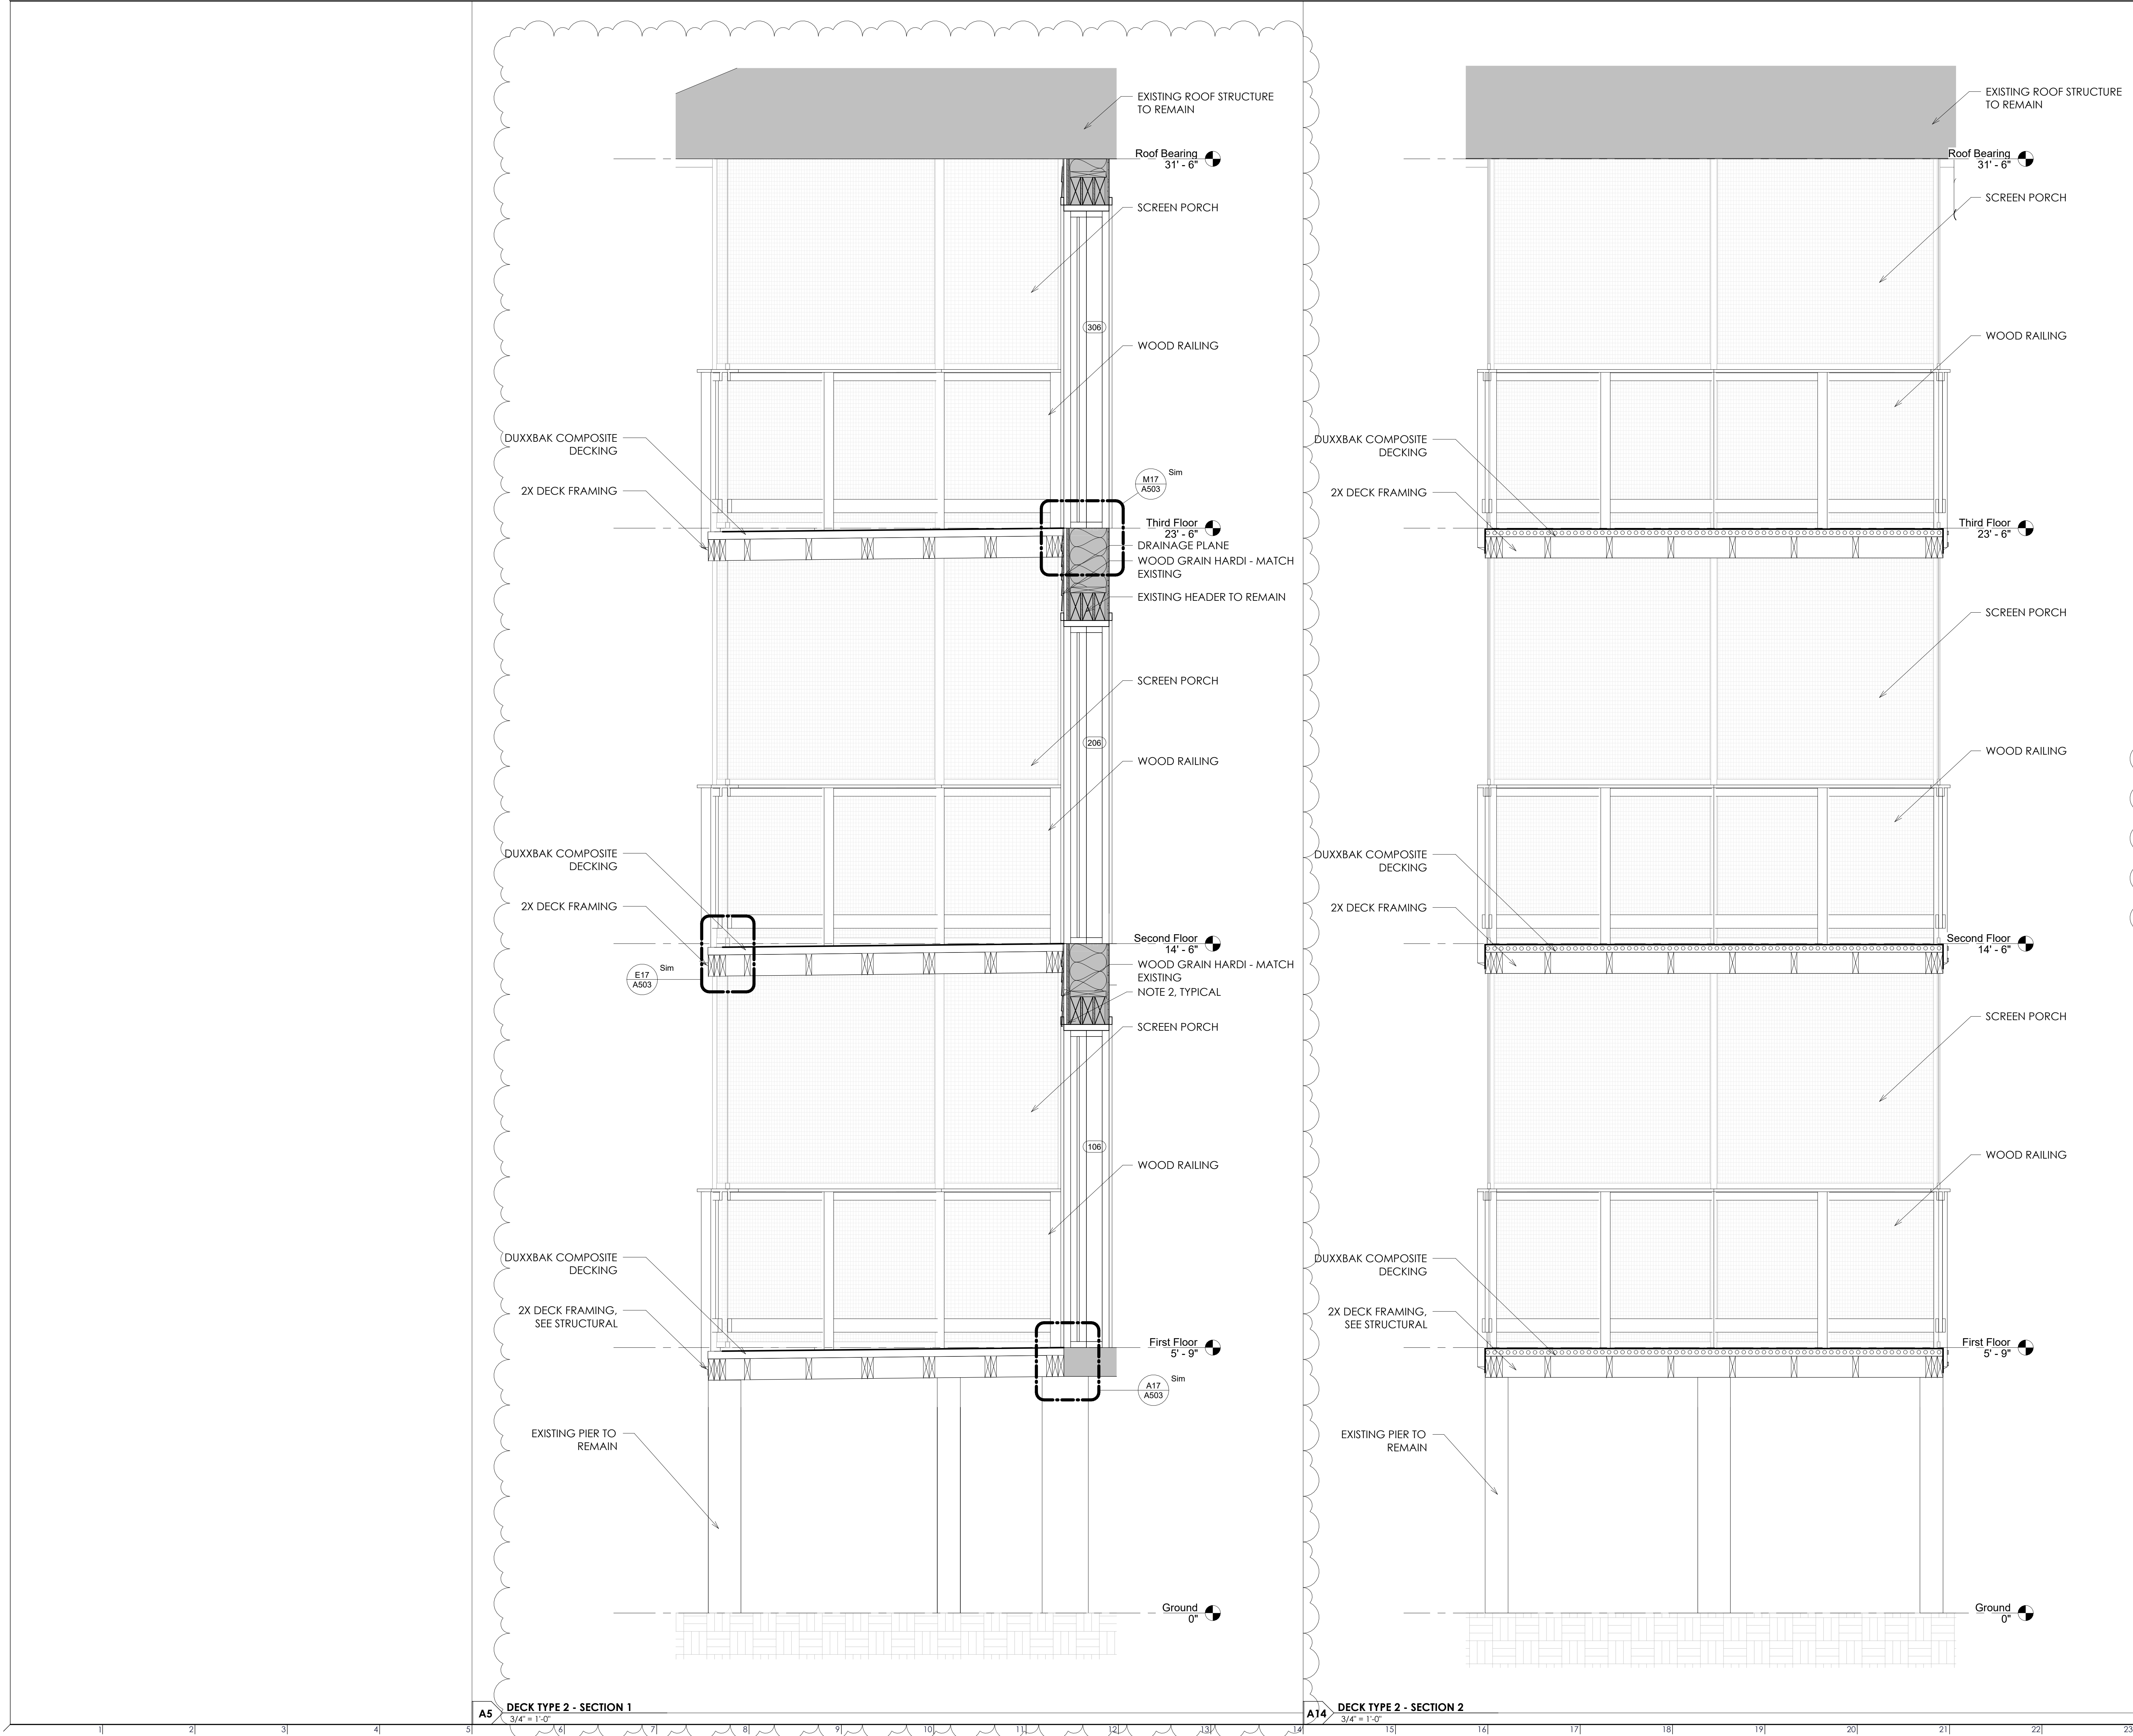 EXISTING ROOF STRUCTURE
TO REMAIN
Roof Bearing
31' - 6"
SCREEN PORCH
306
WOOD RAILING
DUXXBAK COMPOSITE
DECKING
2X DECK FRAMING
M17
A503
Sim
Third Floor
23' - 6"
DRAINAGE PLANE
WOOD GRAIN HARDI - MATCH
EXISTING
EXISTING HEADER TO REMAIN
SCREEN PORCH
206
WOOD RAILING
DUXXBAK COMPOSITE
DECKING
2X DECK FRAMING
E17
A503
Sim
Second Floor
14' - 6"
WOOD GRAIN HARDI - MATCH
EXISTING
NOTE 2, TYPICAL
SCREEN PORCH
106
WOOD RAILING
DUXXBAK COMPOSITE
DECKING
2X DECK FRAMING,
SEE STRUCTURAL
First Floor
5' - 9"
A17
A503
Sim
EXISTING PIER TO
REMAIN
Ground
0"
A5
DECK TYPE 2 - SECTION 1
3/4" = 1'-0"
EXISTING ROOF STRUCTURE
TO REMAIN
Roof Bearing
31' - 6"
SCREEN PORCH
WOOD RAILING
DUXXBAK COMPOSITE
DECKING
2X DECK FRAMING
Third Floor
23' - 6"
SCREEN PORCH
WOOD RAILING
DUXXBAK COMPOSITE
DECKING
2X DECK FRAMING
Second Floor
14' - 6"
SCREEN PORCH
WOOD RAILING
DUXXBAK COMPOSITE
DECKING
2X DECK FRAMING,
SEE STRUCTURAL
First Floor
5' - 9"
EXISTING PIER TO
REMAIN
Ground
0"
A14
DECK TYPE 2 - SECTION 2
3/4" = 1'-0"
1 2 3 4 5 6 7 8 9 10 11 12 13 14 15 16 17 18 19 20 21 22 23